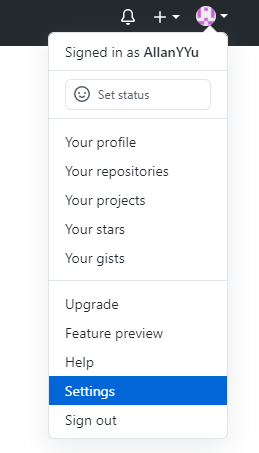 Signed in as AllanYYu
Set status
Your profile
Your repositories
Your projects
Your stars
Your gists
Upgrade
Feature preview
Help
Settings
Sign out